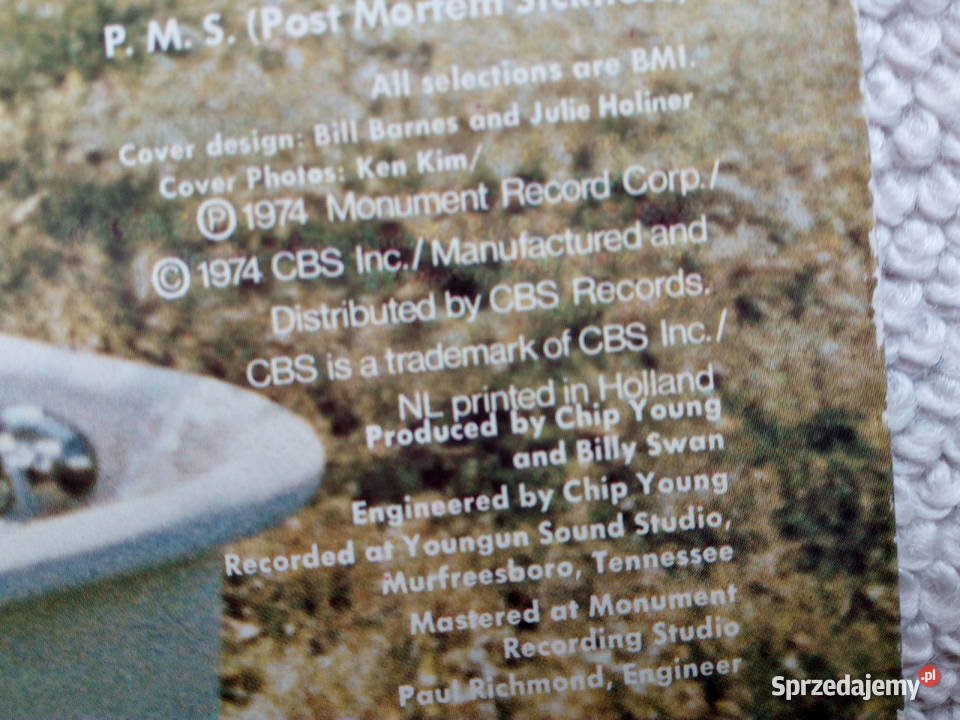 P. M. S. (Post Mortem Sickness)
All selections are BMI.
Cover design: Bill Barnes and Julie Holiner
Cover Photos: Ken Kim/
Ⓟ 1974 Monument Record Corp./
© 1974 CBS Inc./Manufactured and
Distributed by CBS Records.
CBS is a trademark of CBS Inc./
NL printed in Holland
Produced by Chip Young
and Billy Swan
Engineered by Chip Young
Recorded at Youngun Sound Studio,
Murfreesboro, Tennessee
Mastered at Monument
Recording Studio
Paul Richmond, Engineer
Sprzedajemy.pl